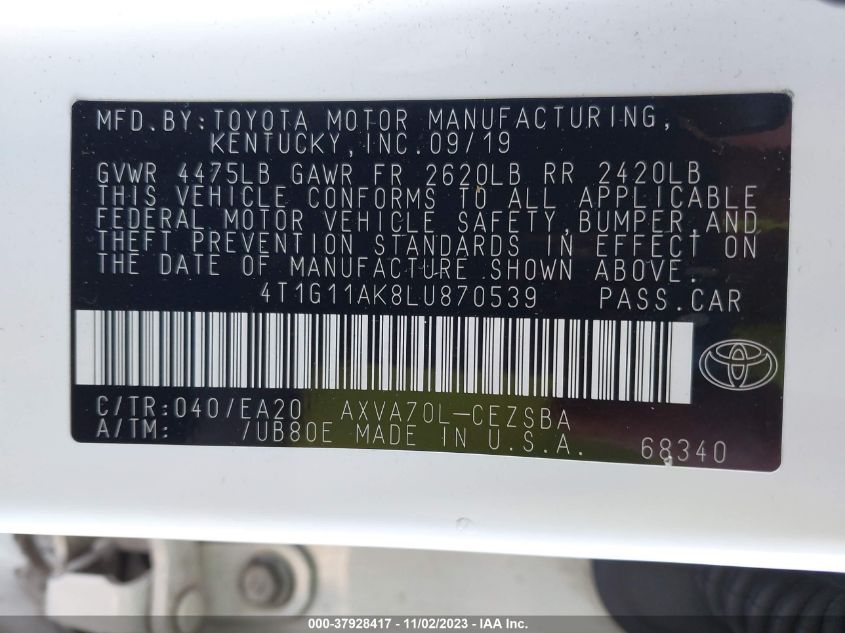 MFD.BY:TOYOTA MOTOR MANUFACTURING,
KENTUCKY,INC.09/19
GVWR 4475LB GAWR FR 2620LB RR 2420LB
THIS VEHICLE CONFORMS TO ALL APPLICABLE
FEDERAL MOTOR VEHICLE SAFETY,BUMPER,AND
THEFT PREVENTION STANDARDS IN EFFECT ON
THE DATE OF MANUFACTURE SHOWN ABOVE.
4T1G11AK8LU870539 PASS.CAR
C/TR:040/EA20 AXVA70L-CEZSBA
A/TM: /UB80E MADE IN U.S.A.
68340
000-37928417 - 11/02/2023 - © IAA Inc.